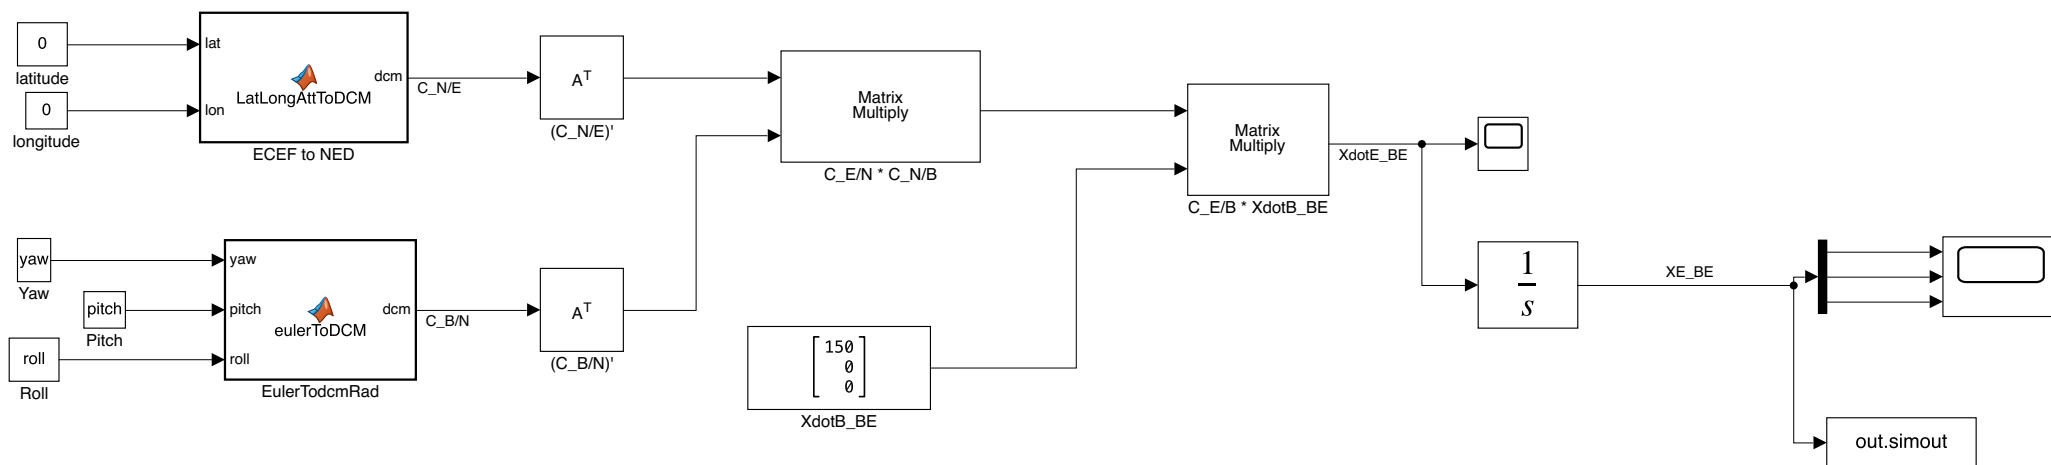 0
latitude
0
longitude
lat
lon
LatLongAttToDCM
dcm
ECEF to NED
C_N/E
Aᵀ
(C_N/E)'
Matrix
Multiply
C_E/N * C_N/B
Matrix
Multiply
C_E/B * XdotB_BE
XdotE_BE
yaw
Yaw
pitch
Pitch
roll
Roll
yaw
pitch
roll
eulerToDCM
dcm
EulerTodcmRad
C_B/N
Aᵀ
(C_B/N)'
150
0
0
XdotB_BE
1
s
XE_BE
out.simout